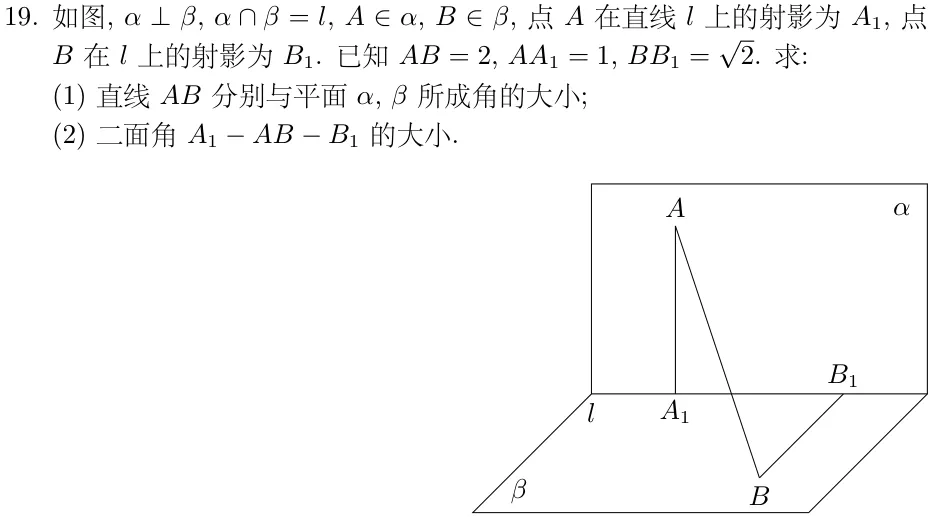 19. 如图, α ⊥ β, α ∩ β = l, A ∈ α, B ∈ β, 点 A 在直线 l 上的射影为 A₁, 点
B 在 l 上的射影为 B₁. 已知 AB = 2, AA₁ = 1, BB₁ = √2. 求:
(1) 直线 AB 分别与平面 α, β 所成角的大小;
(2) 二面角 A₁ − AB − B₁ 的大小.
A
α
B₁
l
A₁
β
B